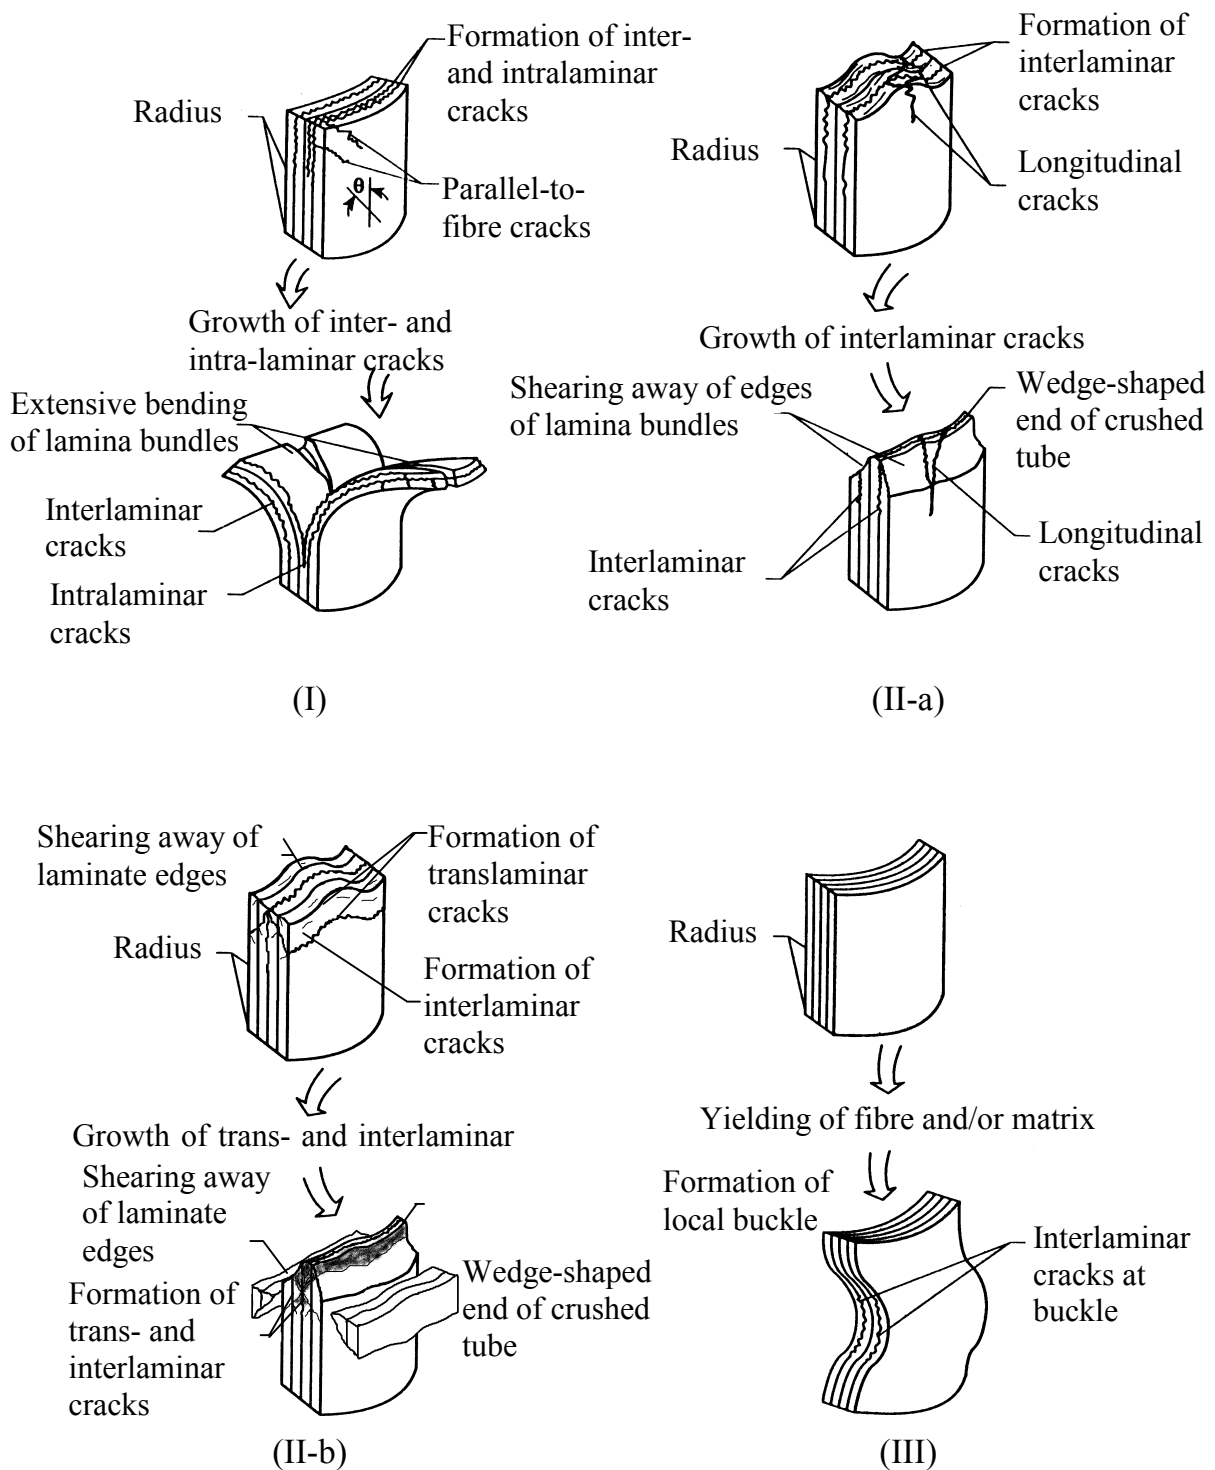 Formation of inter-
and intralaminar
cracks
Radius
θ
Parallel-to-
fibre cracks
Growth of inter- and
intra-laminar cracks
Extensive bending
of lamina bundles
Interlaminar
cracks
Intralaminar
cracks
(I)
Formation of
interlaminar
cracks
Radius
Longitudinal
cracks
Growth of interlaminar cracks
Shearing away of edges
of lamina bundles
Wedge-shaped
end of crushed
tube
Interlaminar
cracks
Longitudinal
cracks
(II-a)
Shearing away of
laminate edges
Formation of
translaminar
cracks
Radius
Formation of
interlaminar
cracks
Growth of trans- and interlaminar
Shearing away
of laminate
edges
Formation of
trans- and
interlaminar
cracks
Wedge-shaped
end of crushed
tube
(II-b)
Radius
Yielding of fibre and/or matrix
Formation of
local buckle
Interlaminar
cracks at
buckle
(III)